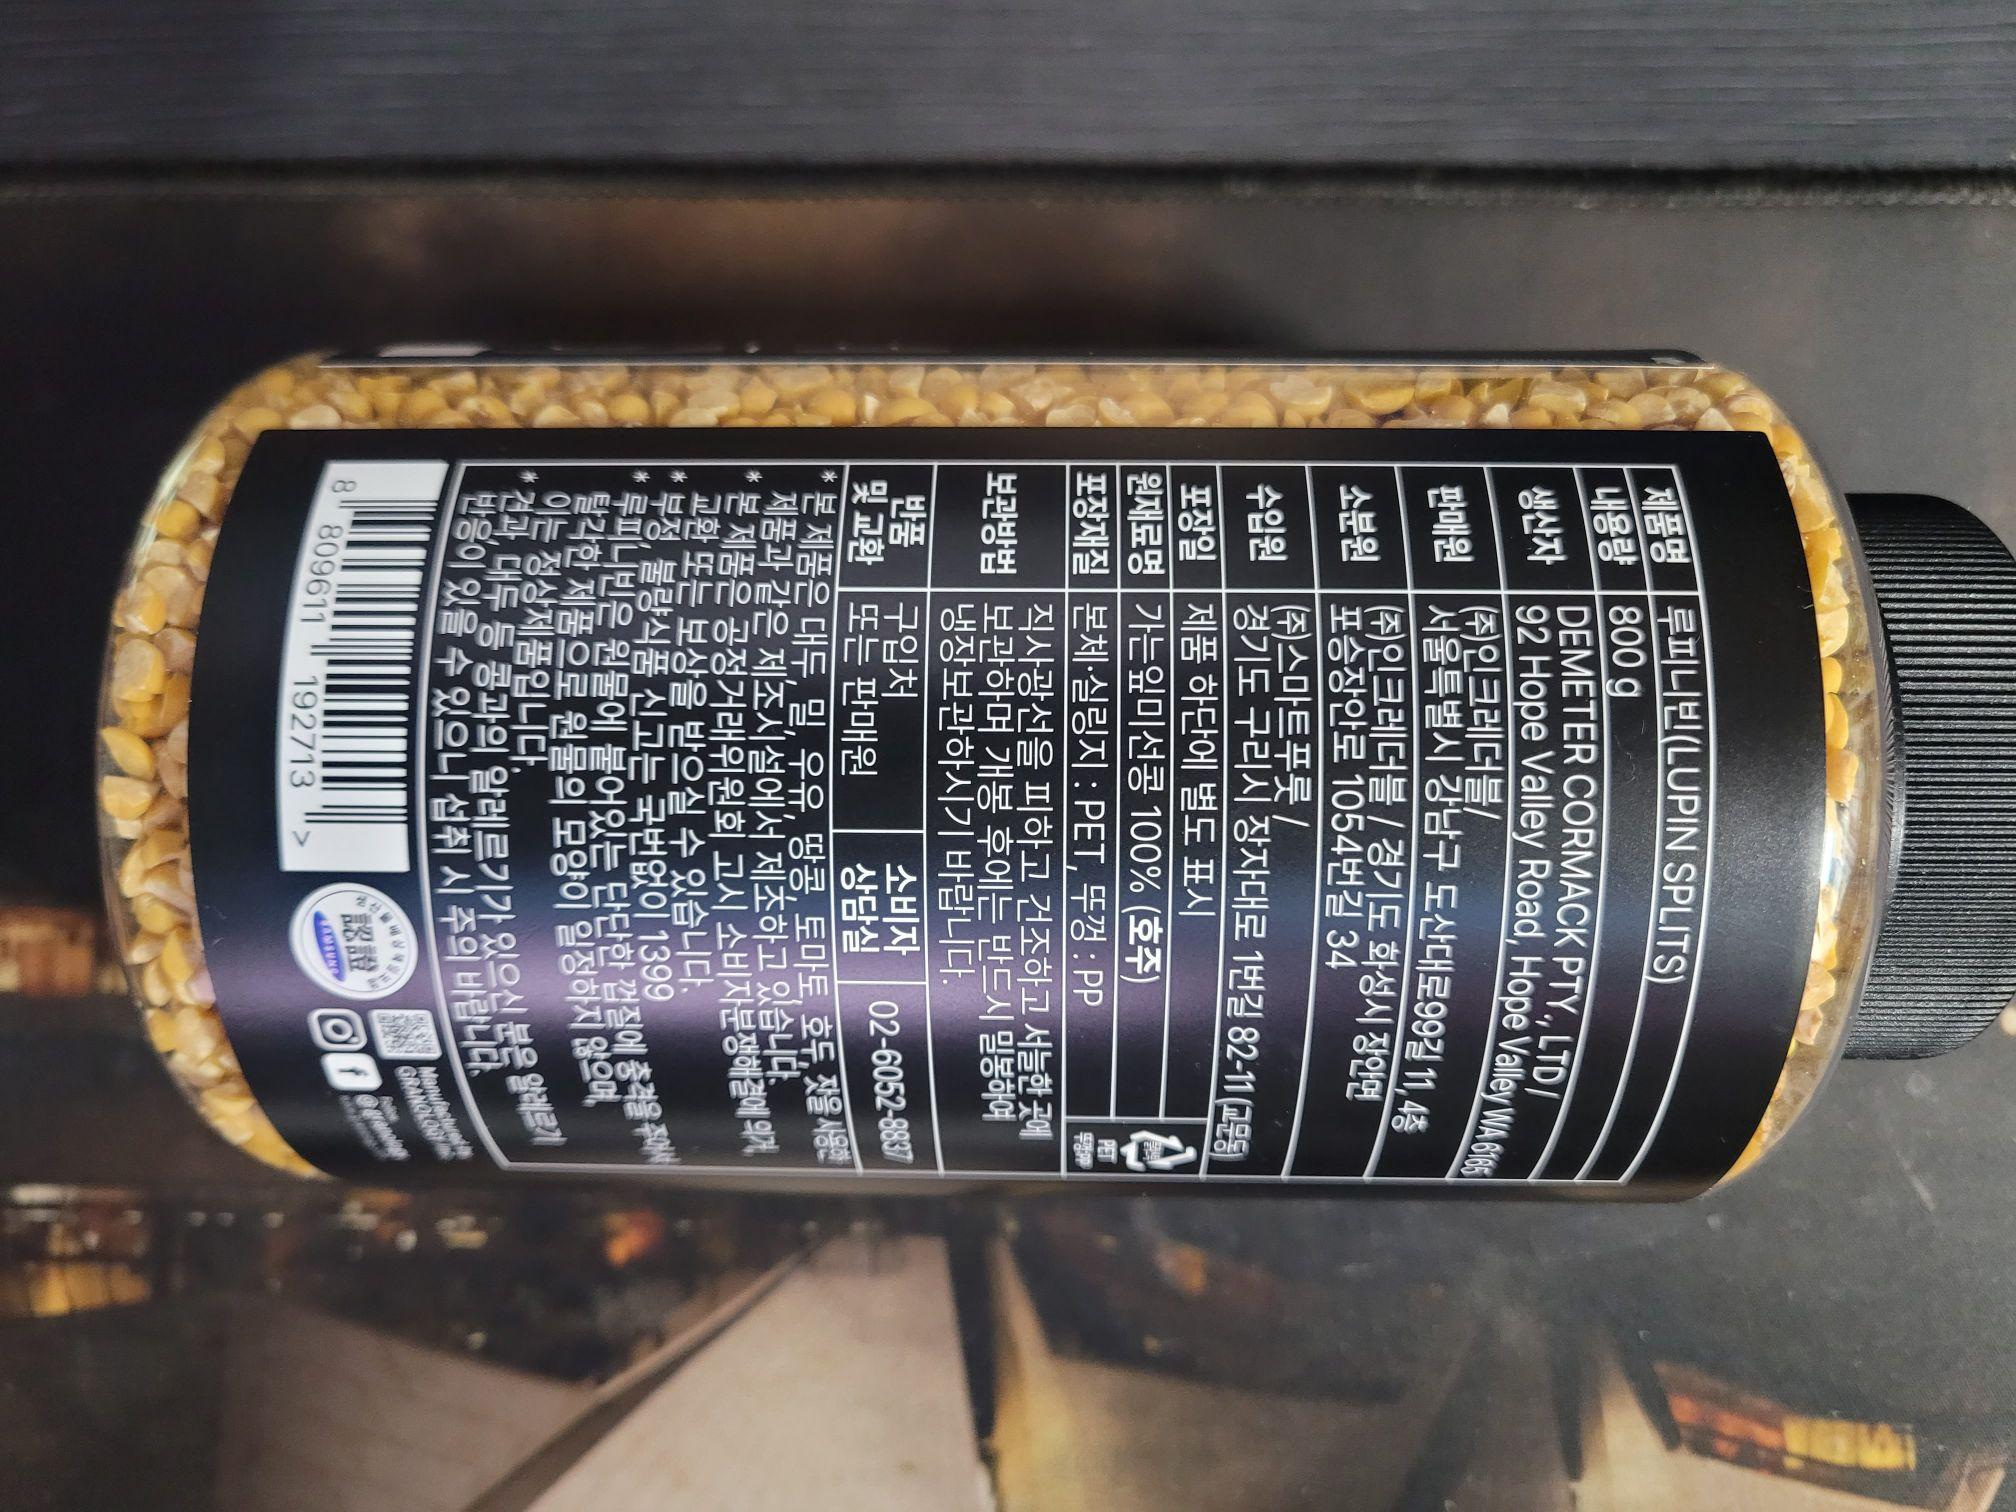 제품명 루피니빈(LUPIN SPLITS)
내용량 800 g
생산자 DEMETER CORMACK PTY., LTD /
92 Hope Valley Road, Hope Valley WA 6165
판매원 (주)인크레더블/
서울특별시 강남구 도산대로99길 11, 4층
소분원 (주)인크레더블 / 경기도 화성시 장안면
포승장안로 1054번길 34
수입원 (주)스마트푸룻 /
경기도 구리시 장자대로 1번길 82-11(교문동)
포장일 제품 하단에 별도 표시
원재료명 가는잎미선콩 100% (호주)
포장재질 본체·실링지 : PET, 뚜껑 : PP
PET
뚜껑PP
보관방법 직사광선을 피하고 건조하고 서늘한 곳에
보관하며 개봉 후에는 반드시 밀봉하여
냉장보관하시기 바랍니다.
반품 및 교환 구입처 또는 판매원 소비자 상담실 02-6052-8837
* 본 제품은 대두, 밀, 우유, 땅콩, 토마토, 호두, 잣을 사용한
제품과 같은 제조시설에서 제조하고 있습니다.
* 본 제품은 공정거래위원회 고시 소비자분쟁해결에 의거,
교환 또는 보상을 받으실 수 있습니다.
* 부정, 불량식품 신고는 국번없이 1399
* 루피니빈은 원물에 붙어있는 단단한 겉질에 충격을 주어서
탈각한 제품으로 원물의 모양이 일정하지 않으며,
이는 정상제품입니다.
* 견과, 대두 등 콩과의 알레르기가 있으신 분은 알레르기
반응이 있을 수 있으니 섭취 시 주의 바랍니다.
8 809611 192713 >
SAMSUNG